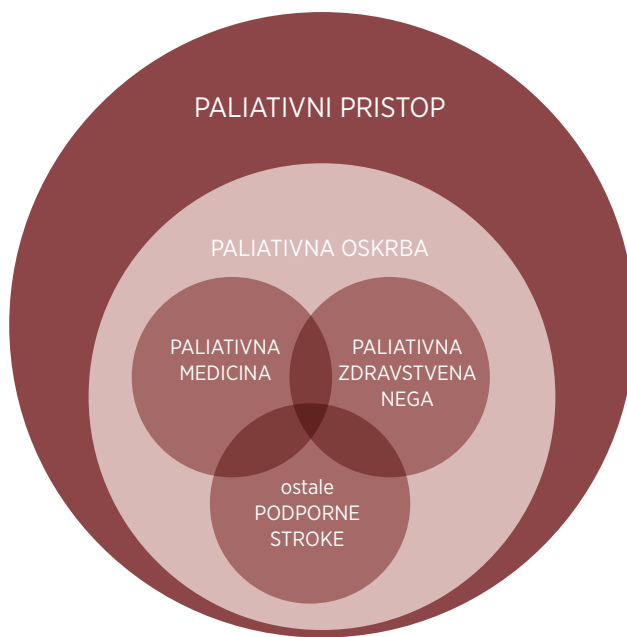 PALIATIVNI PRISTOP
PALIATIVNA OSKRBA
PALIATIVNA
MEDICINA
PALIATIVNA
ZDRAVSTVENA
NEGA
ostale
PODPORNE
STROKE